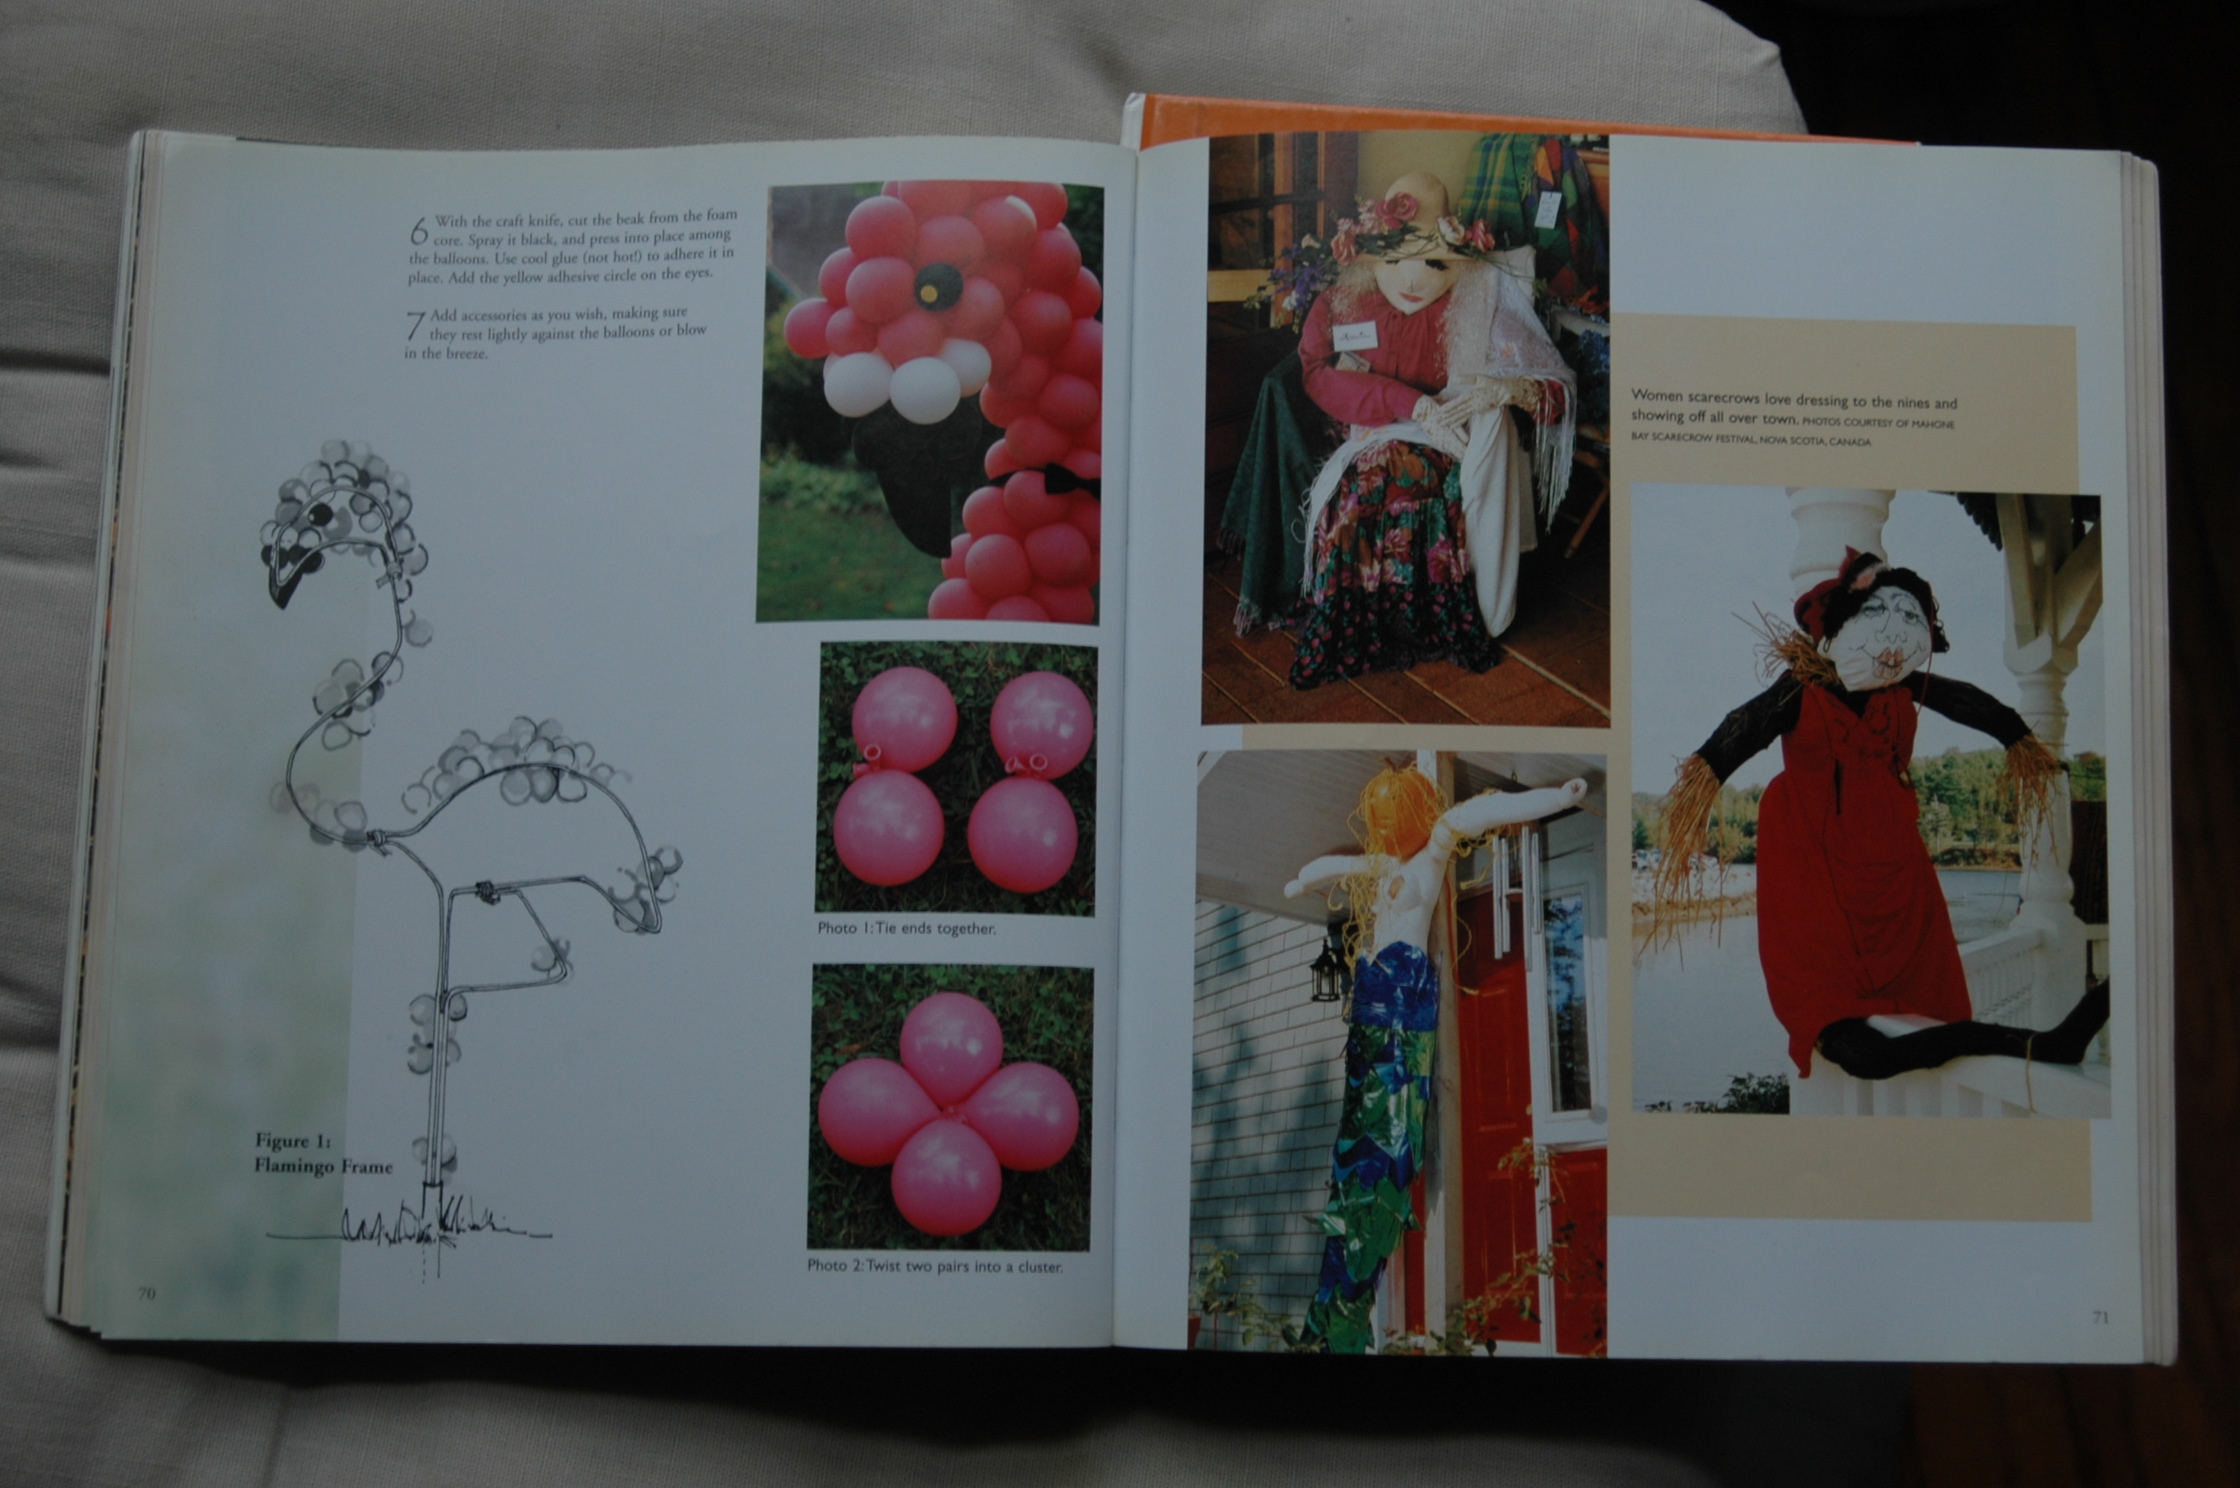 6 With the craft knife, cut the beak from the foam
core. Spray it black, and press into place among
the balloons. Use cool glue (not hot!) to adhere it in
place. Add the yellow adhesive circle on the eyes.
7 Add accessories as you wish, making sure
they rest lightly against the balloons or blow
in the breeze.
Figure 1:
Flamingo Frame
Photo 1: Tie ends together.
Photo 2: Twist two pairs into a cluster.
70
Women scarecrows love dressing to the nines and
showing off all over town. PHOTOS COURTESY OF MAHONE
BAY SCARECROW FESTIVAL, NOVA SCOTIA, CANADA
71